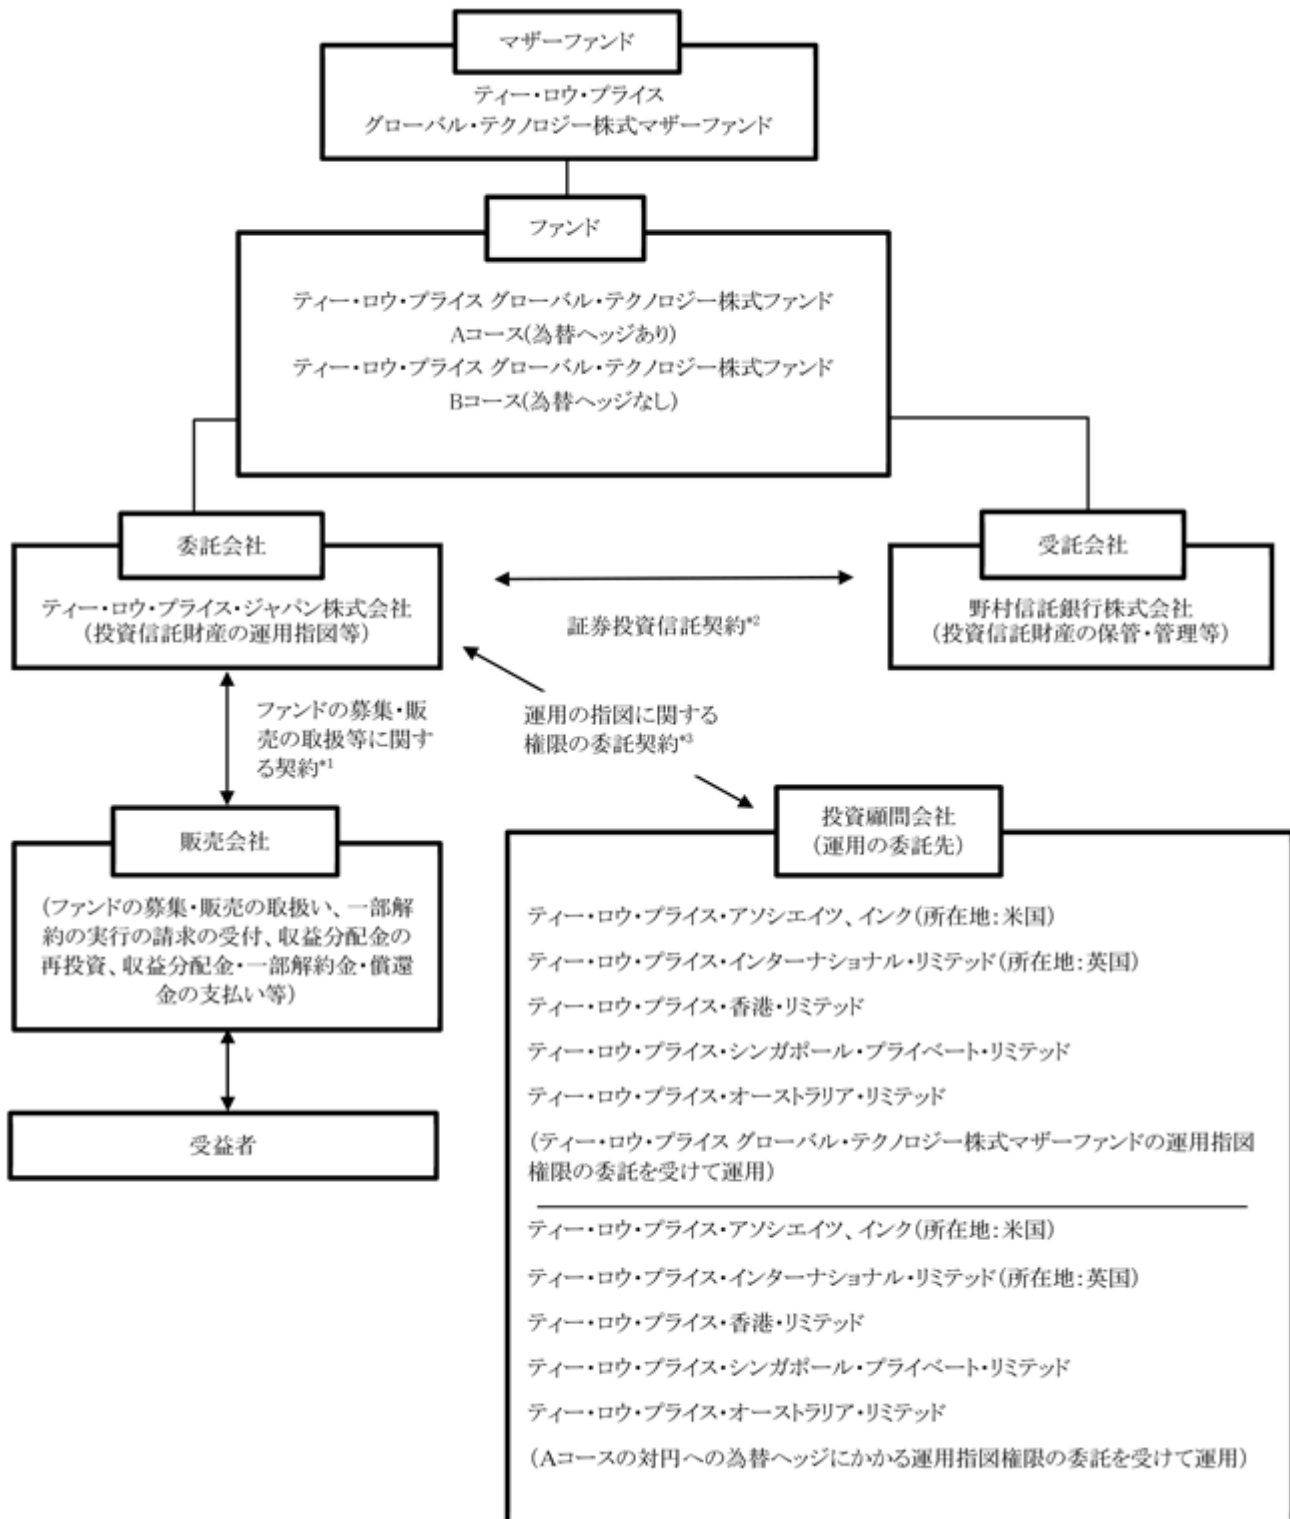 マザーファンド
ティー・ロウ・プライス
グローバル・テクノロジー株式マザーファンド
ファンド
ティー・ロウ・プライス グローバル・テクノロジー株式ファンド
Aコース(為替ヘッジあり)
ティー・ロウ・プライス グローバル・テクノロジー株式ファンド
Bコース(為替ヘッジなし)
委託会社
ティー・ロウ・プライス・ジャパン株式会社
(投資信託財産の運用指図等)
証券投資信託契約*2
受託会社
野村信託銀行株式会社
(投資信託財産の保管・管理等)
ファンドの募集・販
売の取扱等に関す
る契約*1
運用の指図に関する
権限の委託契約*3
販売会社
(ファンドの募集・販売の取扱い、一部解
約の実行の請求の受付、収益分配金の
再投資、収益分配金・一部解約金・償還
金の支払い等)
受益者
投資顧問会社
(運用の委託先)
ティー・ロウ・プライス・アソシエイツ、インク(所在地:米国)
ティー・ロウ・プライス・インターナショナル・リミテッド(所在地:英国)
ティー・ロウ・プライス・香港・リミテッド
ティー・ロウ・プライス・シンガポール・プライベート・リミテッド
ティー・ロウ・プライス・オーストラリア・リミテッド
(ティー・ロウ・プライス グローバル・テクノロジー株式マザーファンドの運用指図
権限の委託を受けて運用)
ティー・ロウ・プライス・アソシエイツ、インク(所在地:米国)
ティー・ロウ・プライス・インターナショナル・リミテッド(所在地:英国)
ティー・ロウ・プライス・香港・リミテッド
ティー・ロウ・プライス・シンガポール・プライベート・リミテッド
ティー・ロウ・プライス・オーストラリア・リミテッド
(Aコースの対円への為替ヘッジにかかる運用指図権限の委託を受けて運用)